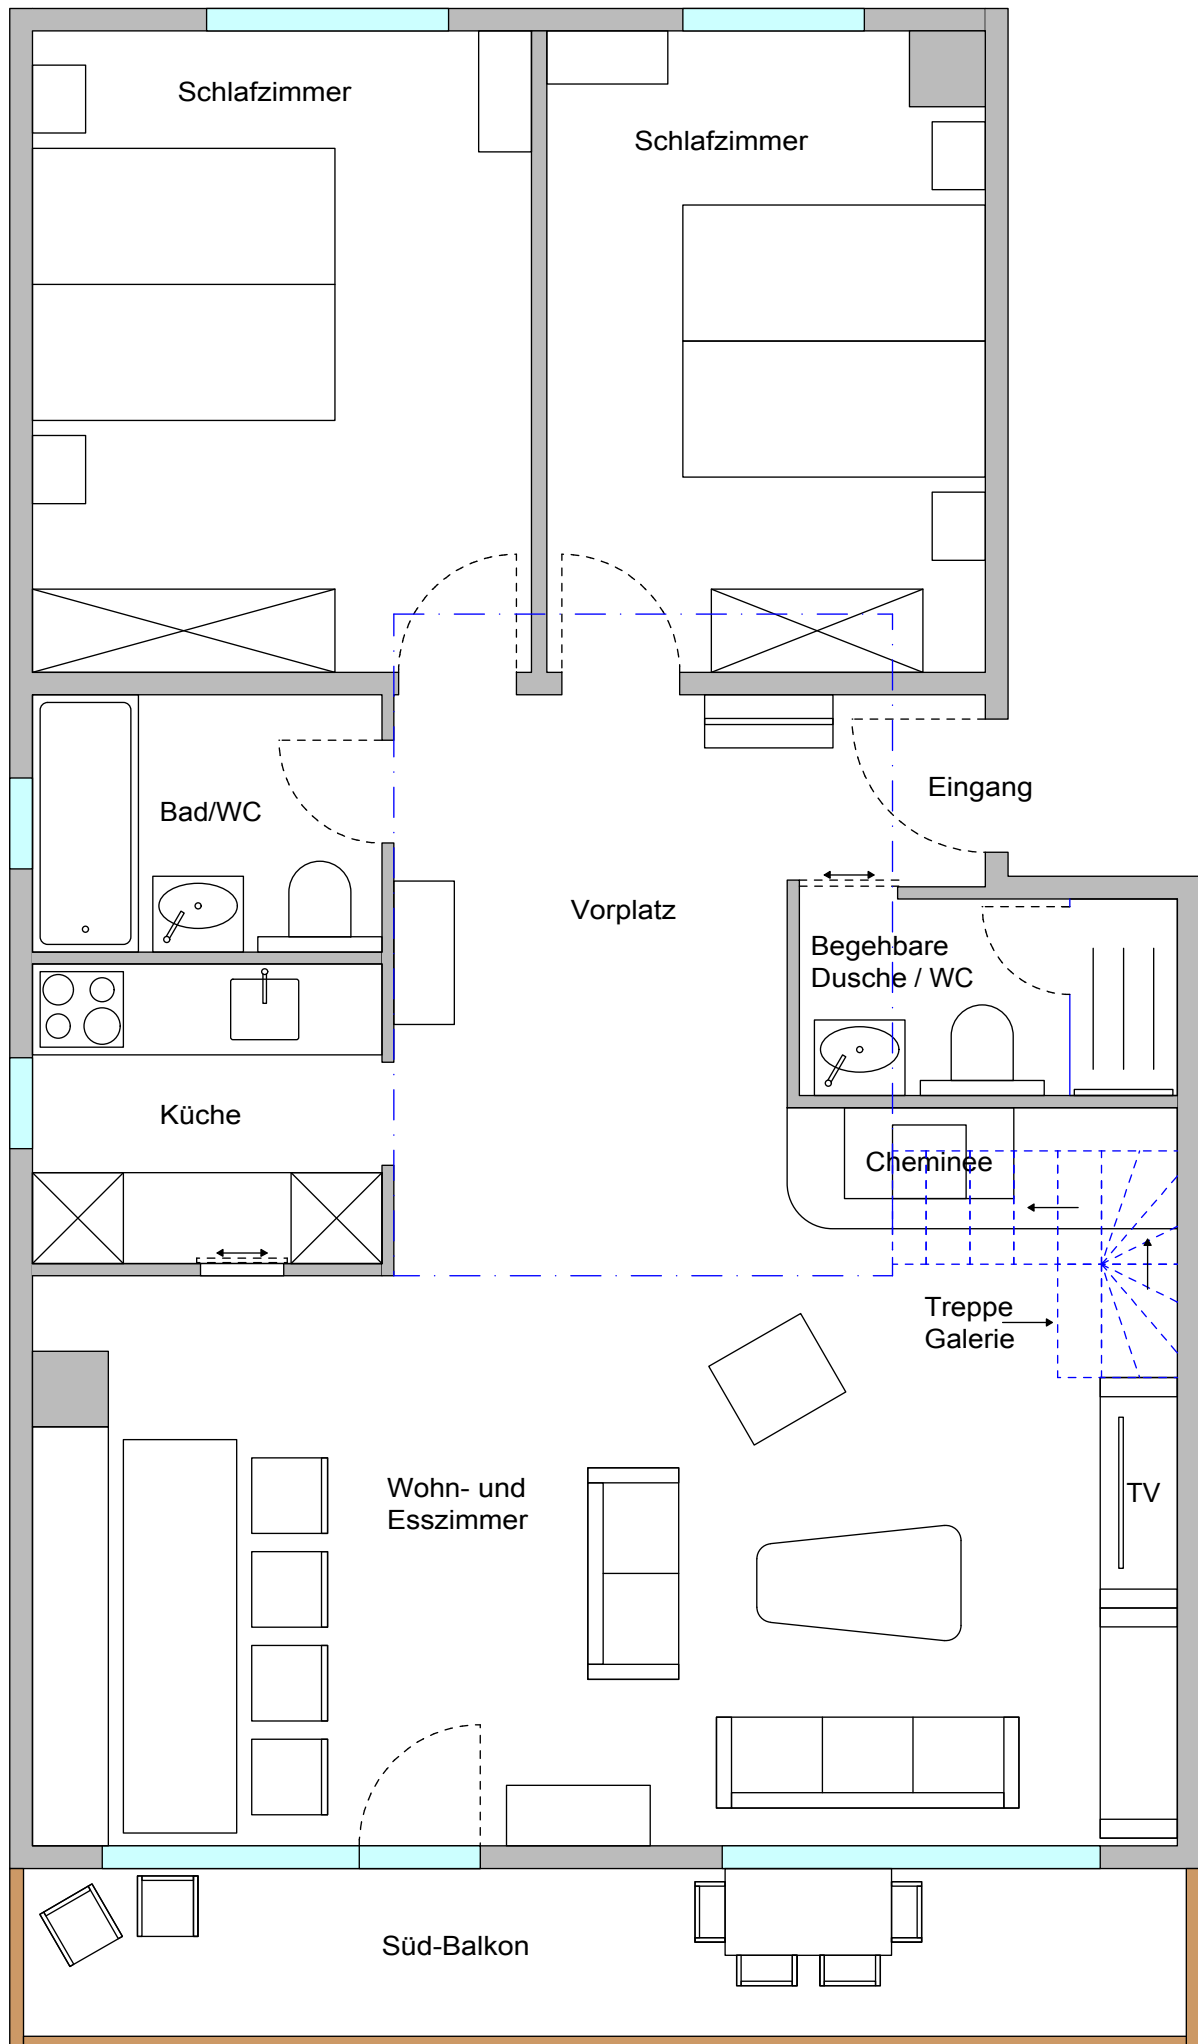 Schlafzimmer
Schlafzimmer
Eingang
Bad/WC
Vorplatz
Begehbare
Dusche / WC
Küche
Cheminée
Treppe
Galerie
Wohn- und
Esszimmer
TV
Süd-Balkon